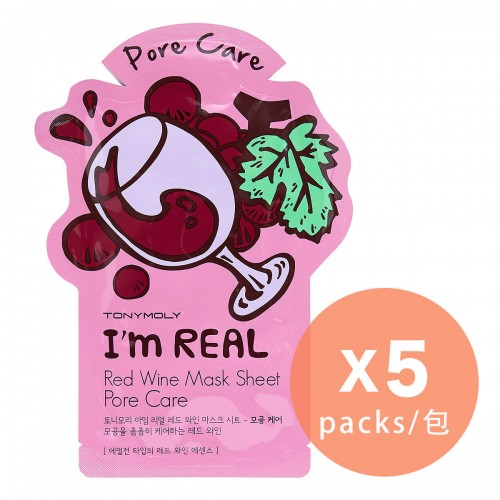 Pore Care
TONYMOLY
I'm REAL
Red Wine Mask Sheet
Pore Care
토니모리 아임 리얼 레드 와인 마스크 시트 - 모공 케어
모공을 촘촘히 케어하는 레드 와인
[ 에멀전 타입의 레드 와인 에센스 ]
x5
packs/包